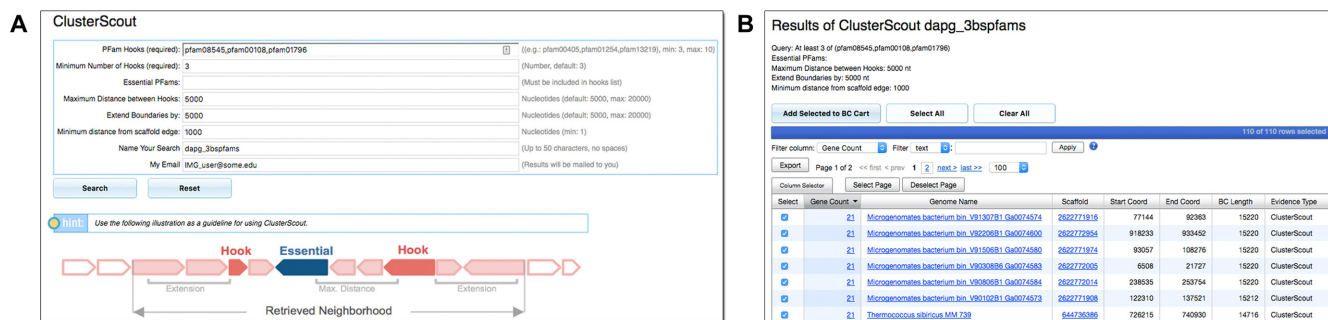 A
ClusterScout
PFam Hooks (required): pfam08545,pfam00108,pfam01796 ((e.g.: pfam00405,pfam01254,pfam13219), min: 3, max: 10)
Minimum Number of Hooks (required): 3 (Number, default: 3)
Essential PFams: (Must be included in hooks list)
Maximum Distance between Hooks: 5000 Nucleotides (default: 5000, max: 20000)
Extend Boundaries by: 5000 Nucleotides (default: 5000, max: 20000)
Minimum distance from scaffold edge: 1000 Nucleotides (min: 1)
Name Your Search dapg_3bspfams (Up to 50 characters, no spaces)
My Email IMG_user@some.edu (Results will be mailed to you)
Search Reset
hint: Use the following illustration as a guideline for using ClusterScout.
Hook Essential Hook
Extension Max. Distance Extension
Retrieved Neighborhood
B
Results of ClusterScout dapg_3bspfams
Query: At least 3 of (pfam08545,pfam00108,pfam01796)
Essential PFams:
Maximum Distance between Hooks: 5000 nt
Extend Boundaries by: 5000 nt
Minimum distance from scaffold edge: 1000
Add Selected to BC Cart Select All Clear All
110 of 110 rows selected
Filter column: Gene Count Filter text : Apply ?
Export Page 1 of 2 << first < prev 1 2 next > last >> 100
Column Selector Select Page Deselect Page
Select Gene Count Genome Name Scaffold Start Coord End Coord BC Length Evidence Type
21 Microgenomates bacterium bin_V91307B1 Ga0074574 2622771916 77144 92363 15220 ClusterScout
21 Microgenomates bacterium bin_V92206B1 Ga0074600 2622772954 918233 933452 15220 ClusterScout
21 Microgenomates bacterium bin_V91506B1 Ga0074580 2622771974 93057 108276 15220 ClusterScout
21 Microgenomates bacterium bin_V90308B6 Ga0074583 2622772005 6508 21727 15220 ClusterScout
21 Microgenomates bacterium bin_V90806B1 Ga0074584 2622772014 238535 253754 15220 ClusterScout
21 Microgenomates bacterium bin_V90102B1 Ga0074573 2622771908 122310 137521 15212 ClusterScout
21 Thermococcus sibiricus MM 739 644736386 726215 740930 14716 ClusterScout